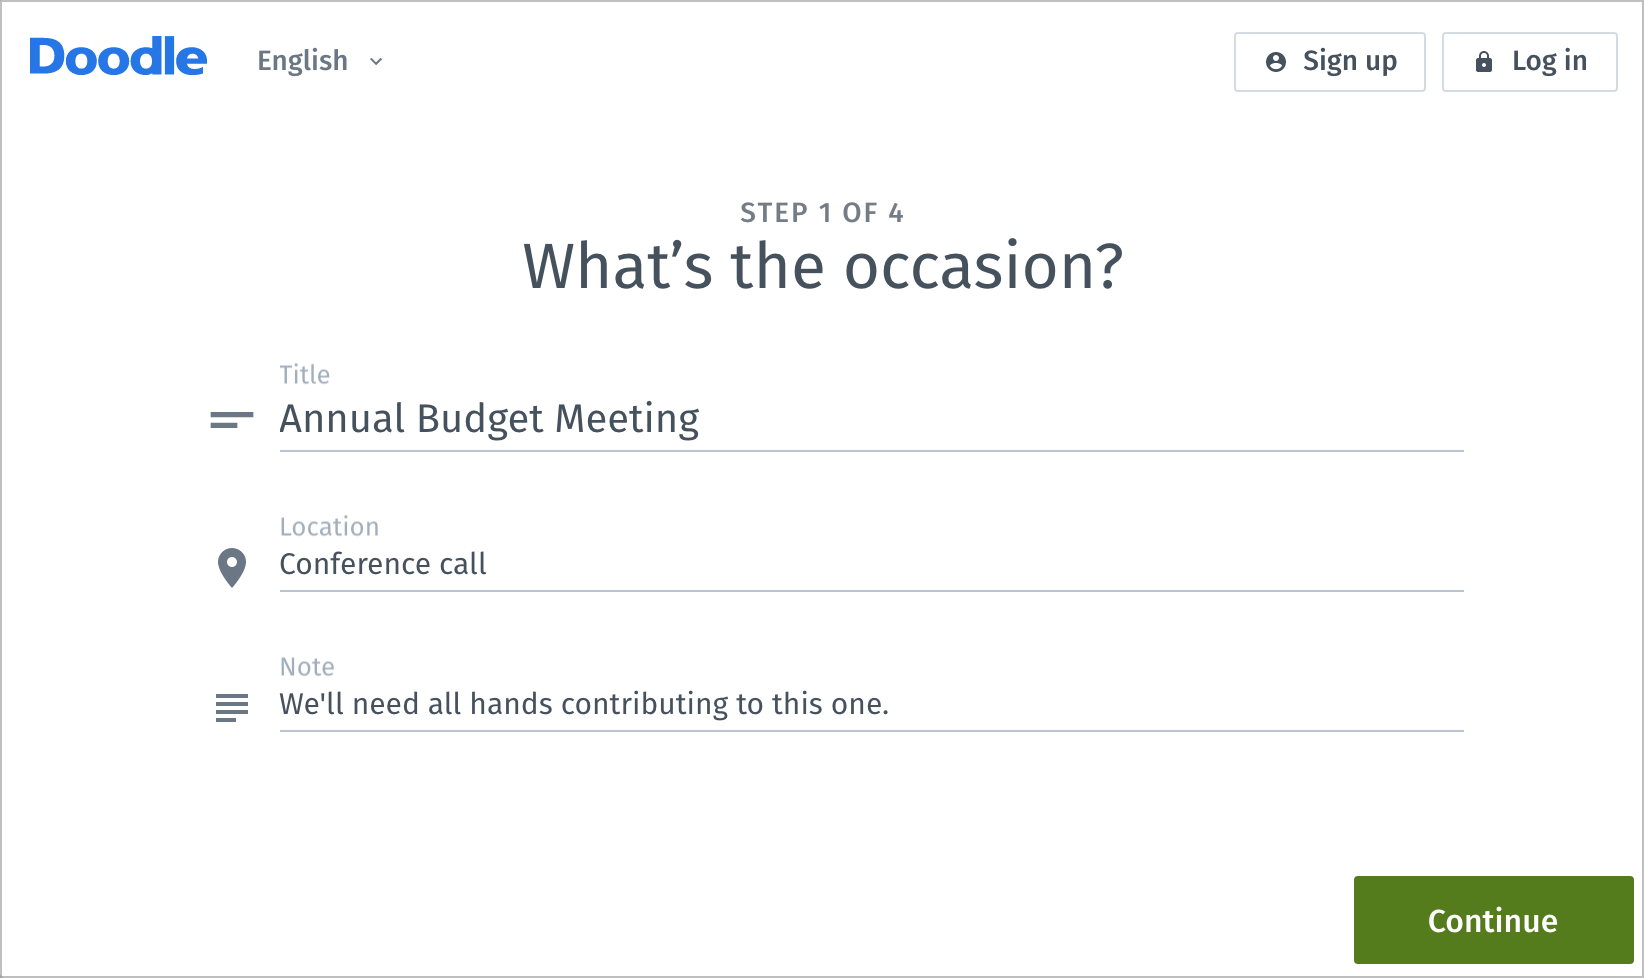 Doodle English Sign up Log in
STEP 1 OF 4
What’s the occasion?
Title
Annual Budget Meeting
Location
Conference call
Note
We'll need all hands contributing to this one.
Continue